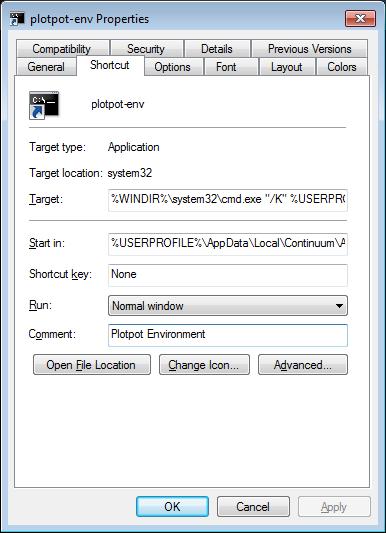 plotpot-env Properties
Compatibility Security Details Previous Versions
General Shortcut Options Font Layout Colors
C:\
plotpot-env
Target type: Application
Target location: system32
Target: %WINDIR%\system32\cmd.exe "/K" %USERPRO
Start in: %USERPROFILE%\AppData\Local\Continuum\A
Shortcut key: None
Run: Normal window
Comment: Plotpot Environment
Open File Location Change Icon... Advanced...
OK Cancel Apply